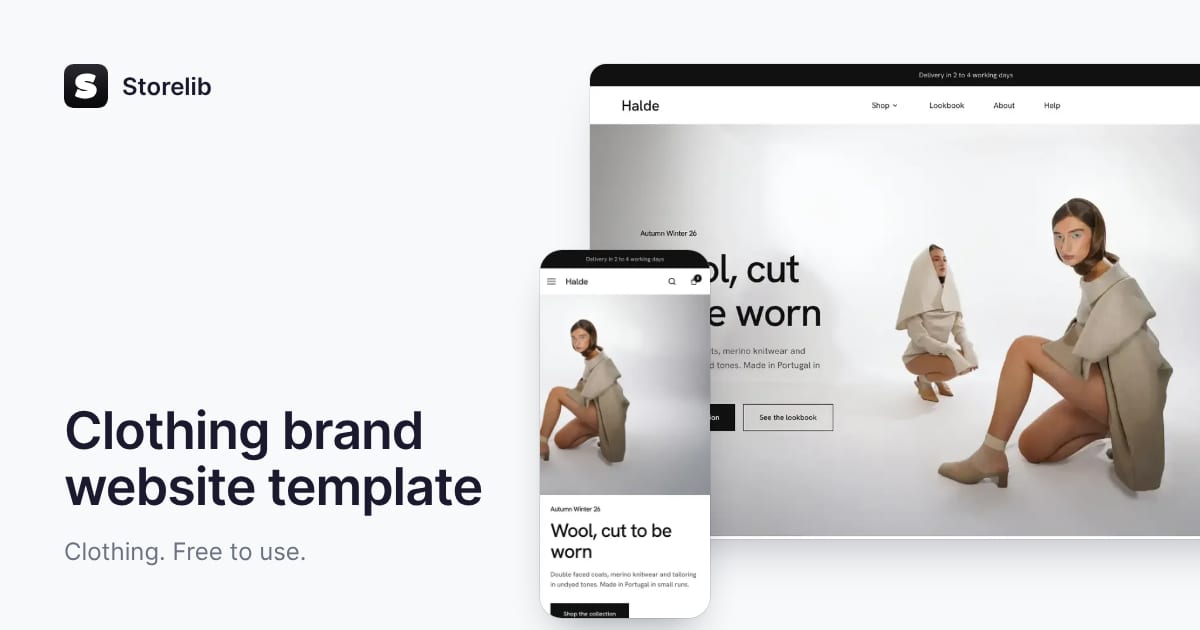 Storelib
Clothing brand
website template
Clothing. Free to use.
Delivery in 2 to 4 working days
Halde
Shop
Lookbook
About
Help
Autumn Winter 26
cut
worn
merino knitwear and
tones. Made in Portugal in
See the lookbook
Delivery in 2 to 4 working days
Halde
Autumn Winter 26
Wool, cut to be
worn
Double faced coats, merino knitwear and tailoring
in undyed tones. Made in Portugal in small runs.
Shop the collection